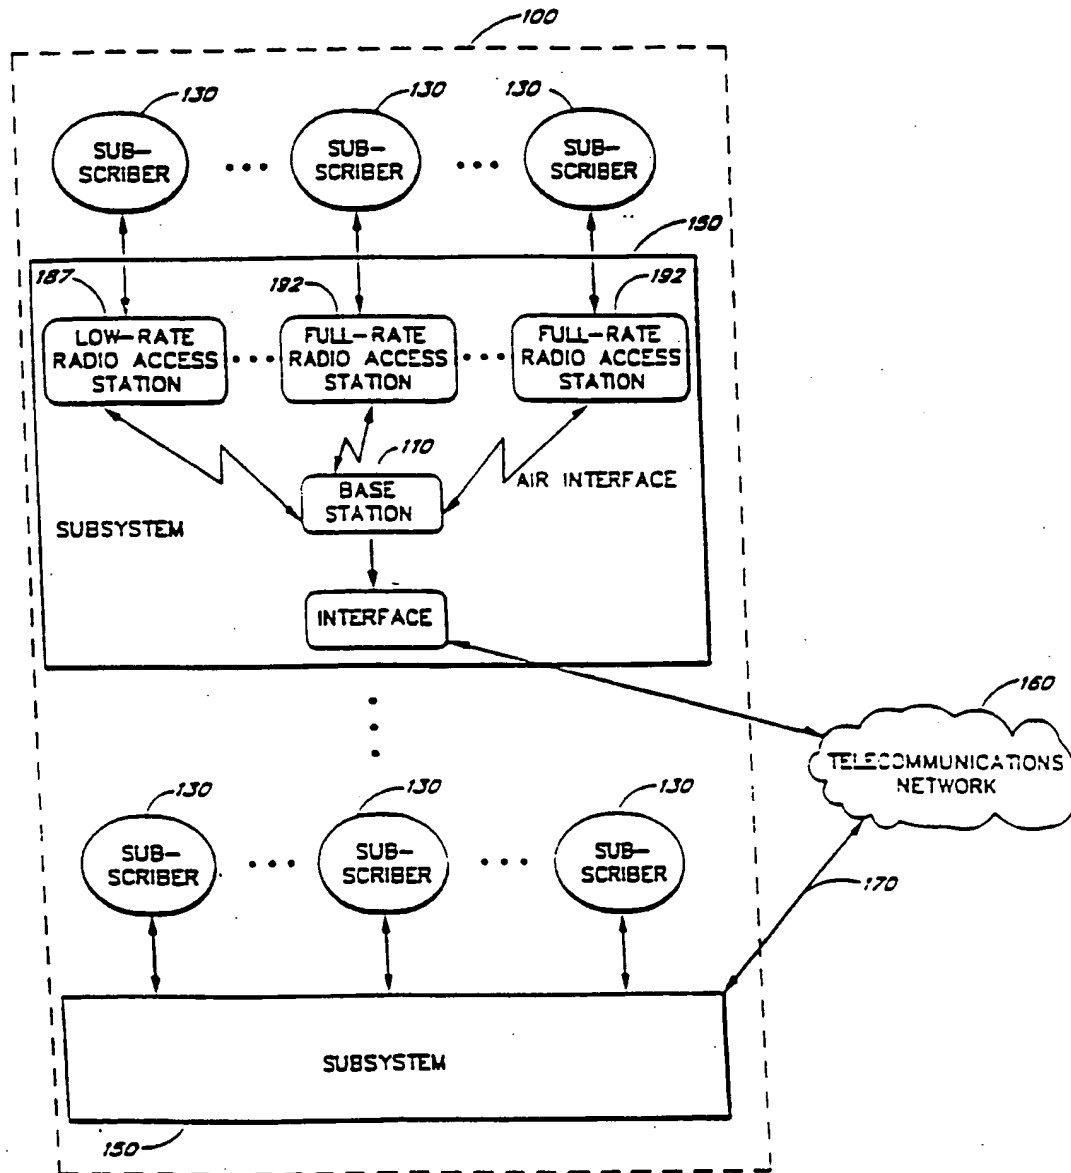 100
130
130
130
SUB-
SCRIBER
SUB-
SCRIBER
SUB-
SCRIBER
150
187
192
192
LOW-RATE
RADIO ACCESS
STATION
FULL-RATE
RADIO ACCESS
STATION
FULL-RATE
RADIO ACCESS
STATION
110
AIR INTERFACE
BASE
STATION
SUBSYSTEM
INTERFACE
160
TELECOMMUNICATIONS
NETWORK
130
130
130
SUB-
SCRIBER
SUB-
SCRIBER
SUB-
SCRIBER
170
SUBSYSTEM
150